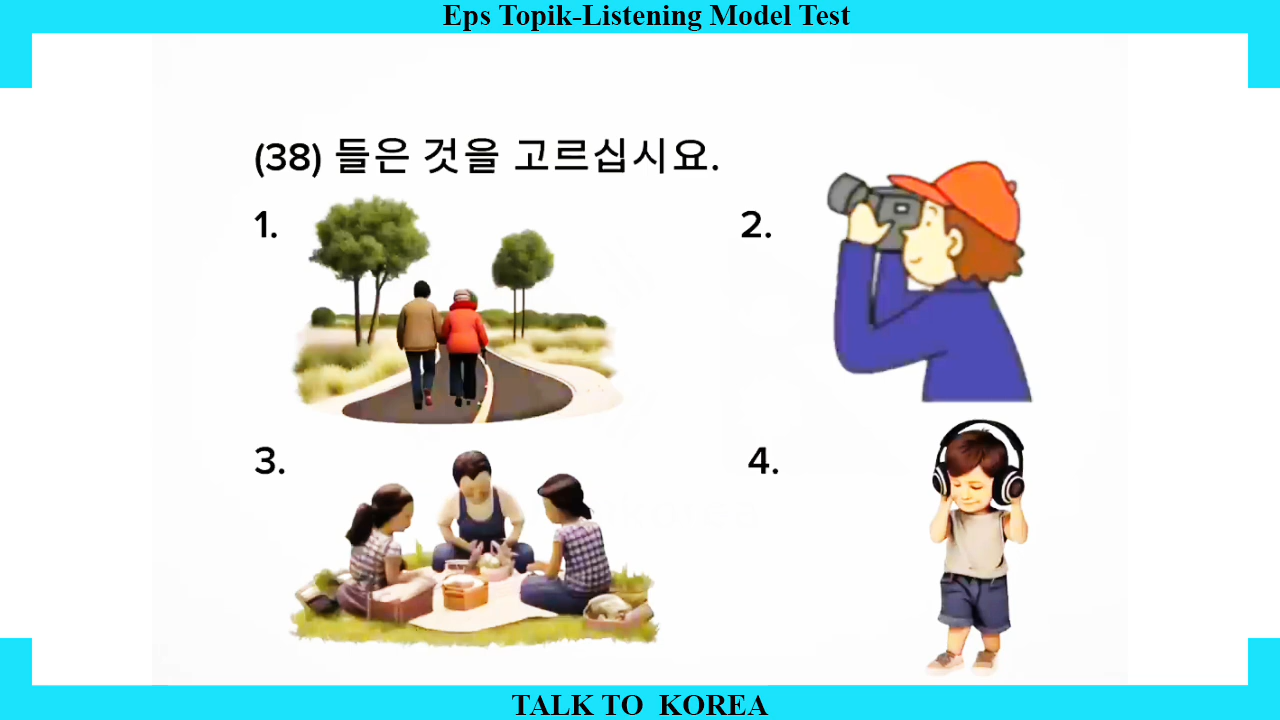 Eps Topik-Listening Model Test
(38) 들은 것을 고르십시요.
1.
2.
3.
4.
TALK TO KOREA